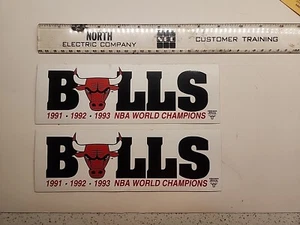 NORTH
ELECTRIC COMPANY
CUSTOMER TRAINING
BULLS
1991 • 1992 • 1993 NBA WORLD CHAMPIONS
BULLS
1991 • 1992 • 1993 NBA WORLD CHAMPIONS